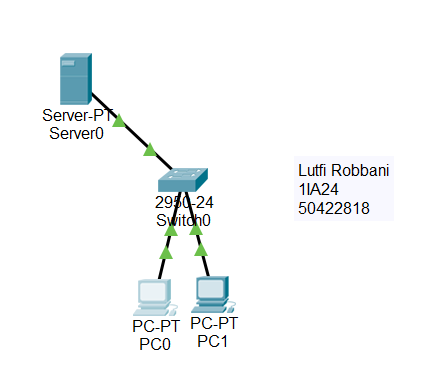 Server-PT
Server0
2950-24
Switch0
Lutfi Robbani
1IA24
50422818
PC-PT
PC0
PC-PT
PC1